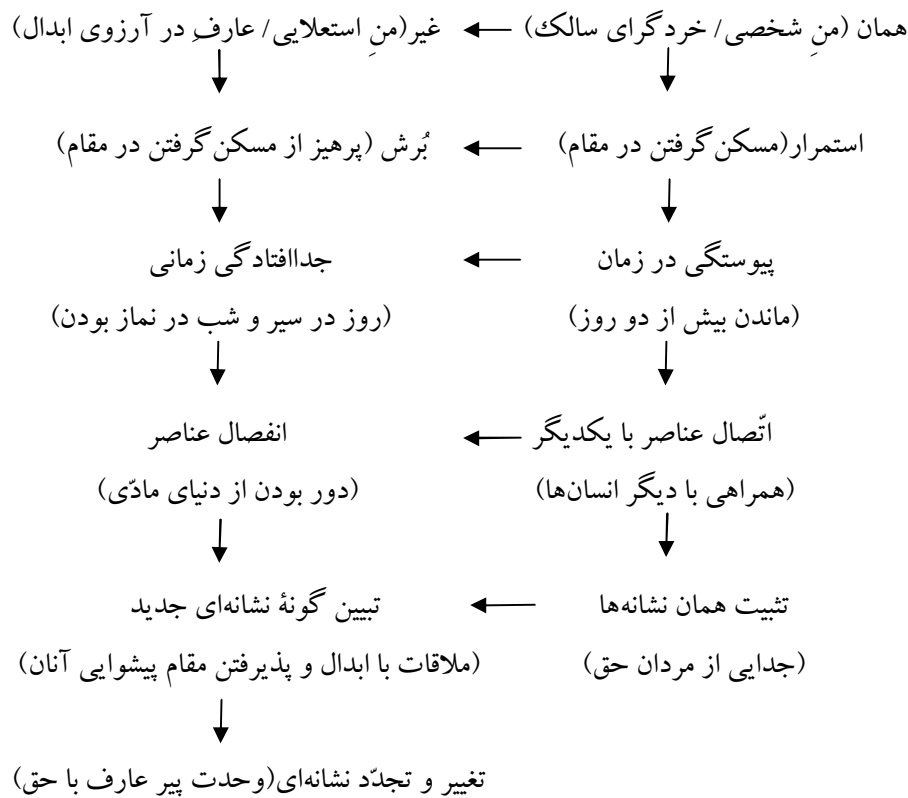 همان (منِ شخصی/ خردگرای سالک) غیر(منِ استعلایی/ عارفِ در آرزوی ابدال)
استمرار(مسکن گرفتن در مقام) بُرش (پرهیز از مسکن گرفتن در مقام)
پیوستگی در زمان جداافتادگی زمانی
(ماندن بیش از دو روز) (روز در سیر و شب در نماز بودن)
اتّصال عناصر با یکدیگر انفصال عناصر
(همراهی با دیگر انسان‌ها) (دور بودن از دنیای مادّی)
تثبیت همان نشانه‌ها تبیین گونهٔ نشانه‌ای جدید
(جدایی از مردان حق) (ملاقات با ابدال و پذیرفتن مقام پیشوایی آنان)
تغییر و تجدّد نشانه‌ای(وحدت پیر عارف با حق)